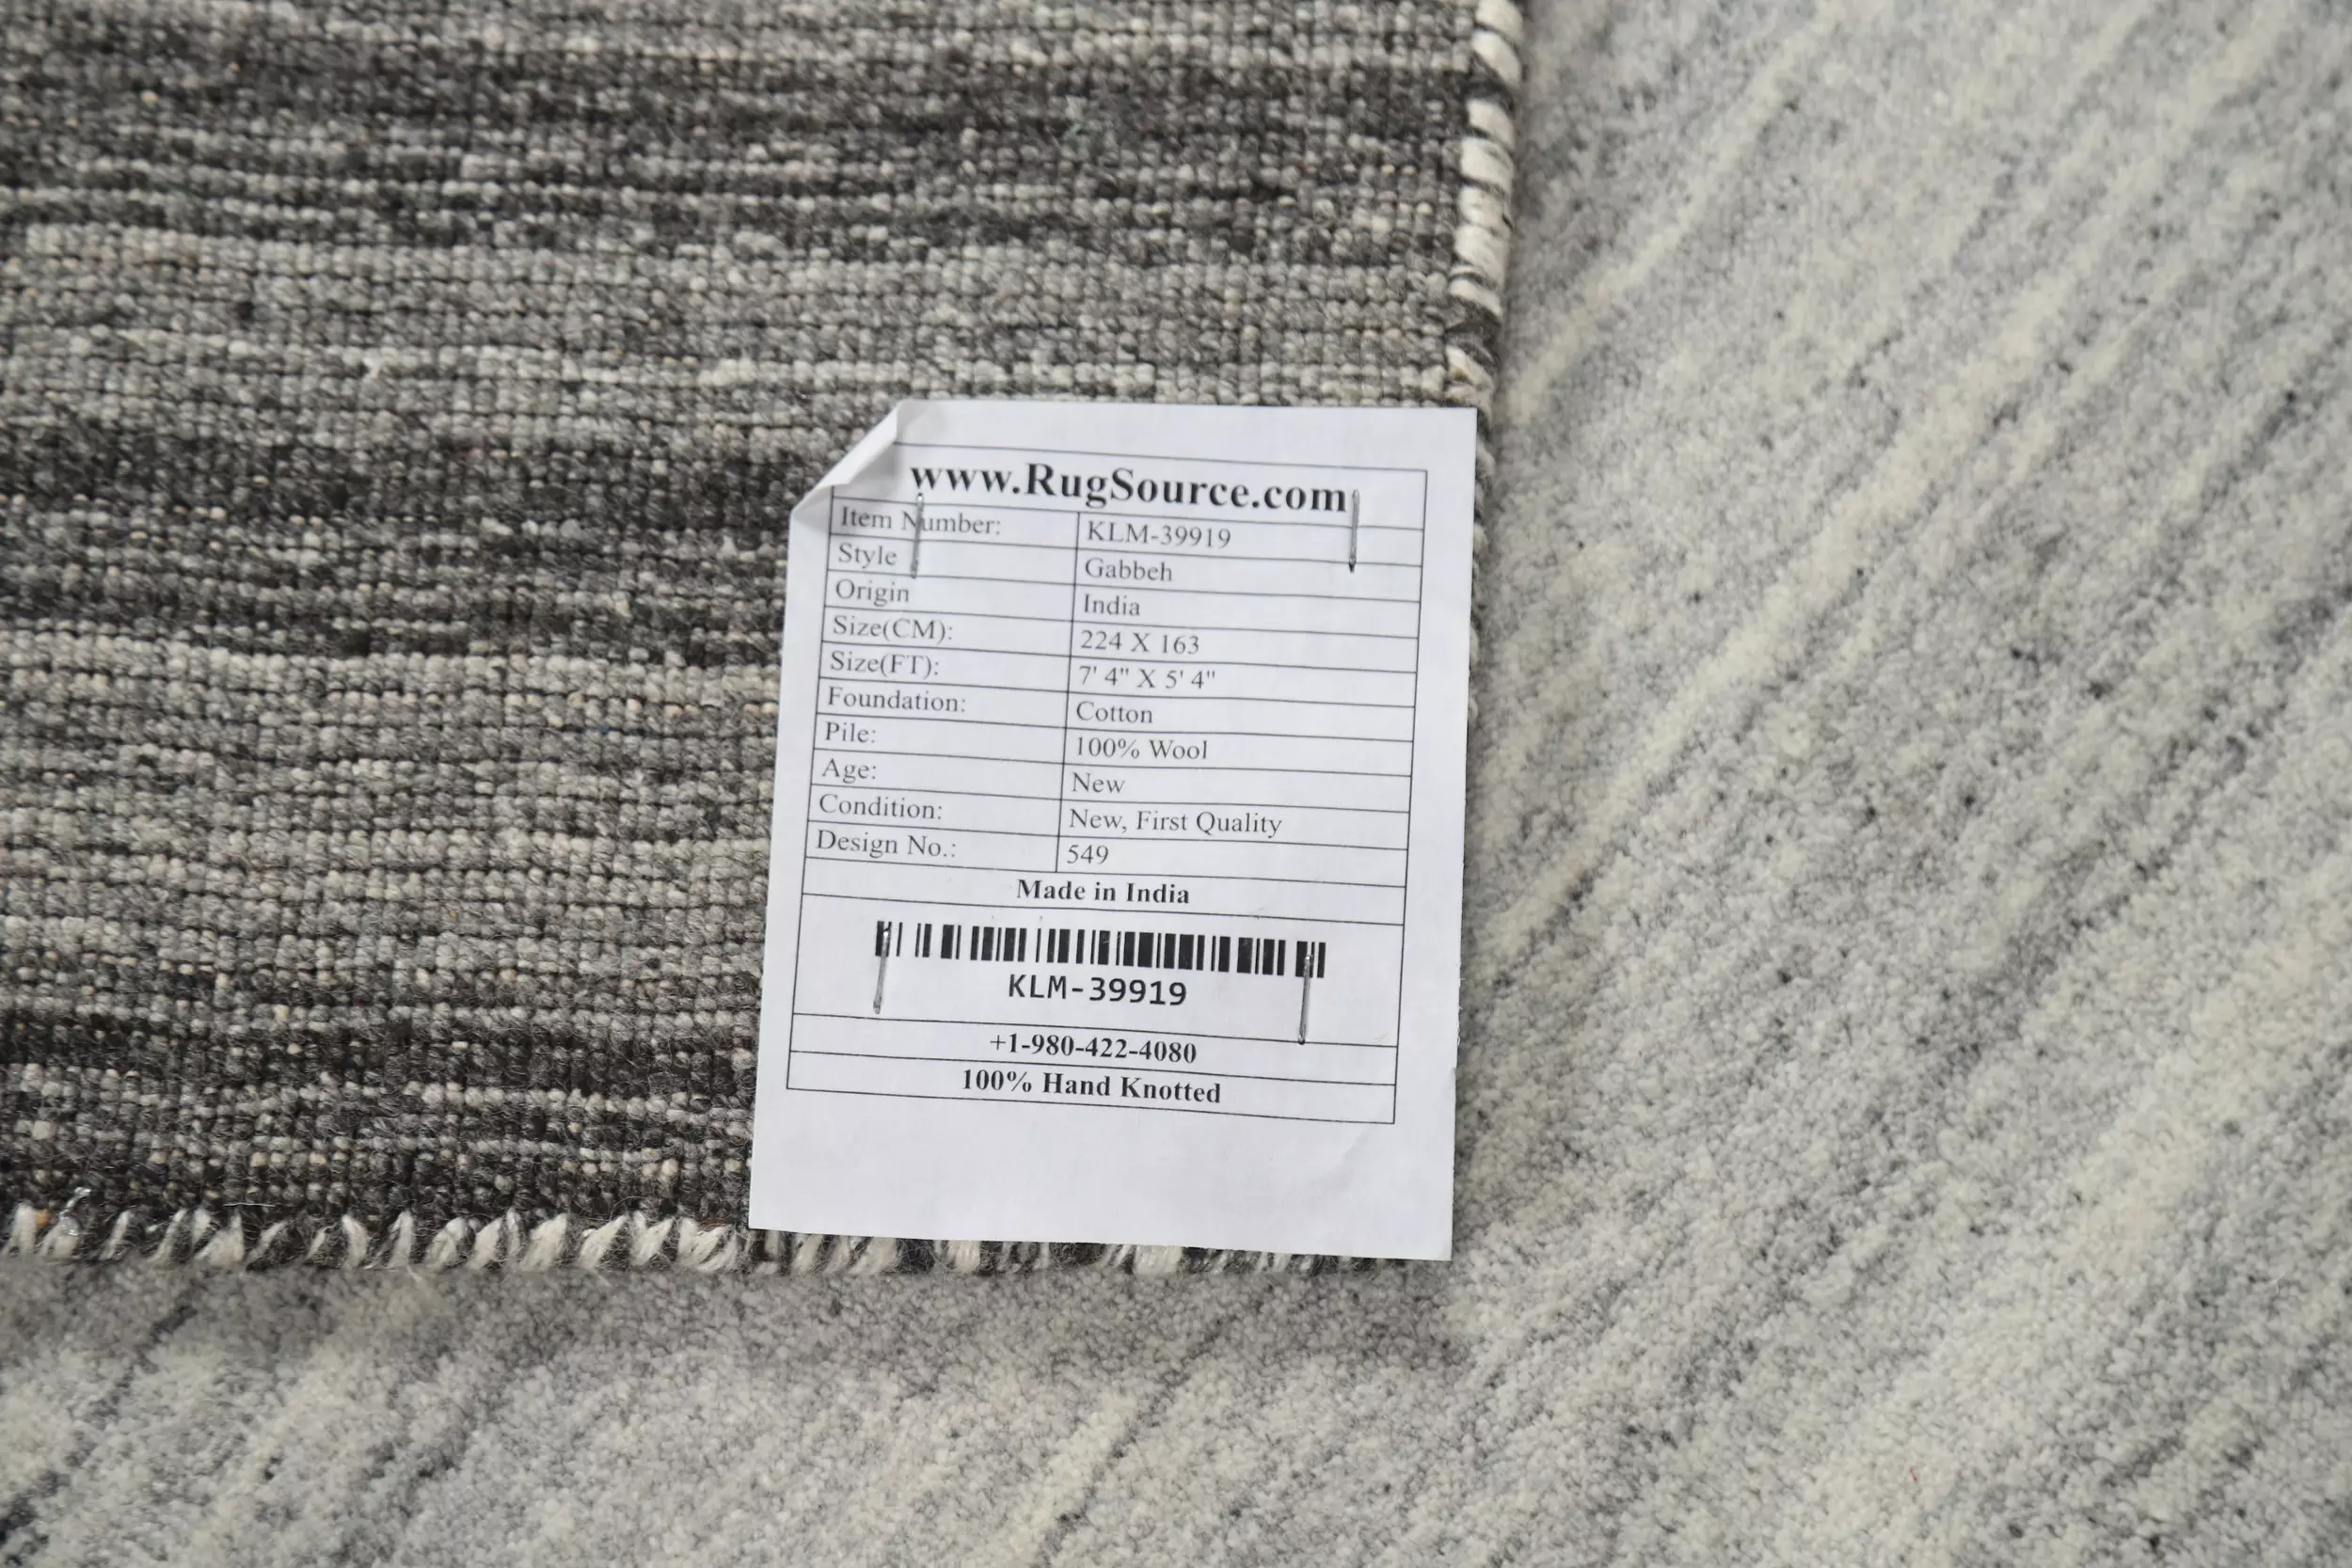 www.RugSource.com
Item Number: KLM-39919
Style Gabbeh
Origin India
Size(CM): 224 X 163
Size(FT): 7' 4" X 5' 4"
Foundation: Cotton
Pile: 100% Wool
Age: New
Condition: New, First Quality
Design No.: 549
Made in India
KLM-39919
+1-980-422-4080
100% Hand Knotted